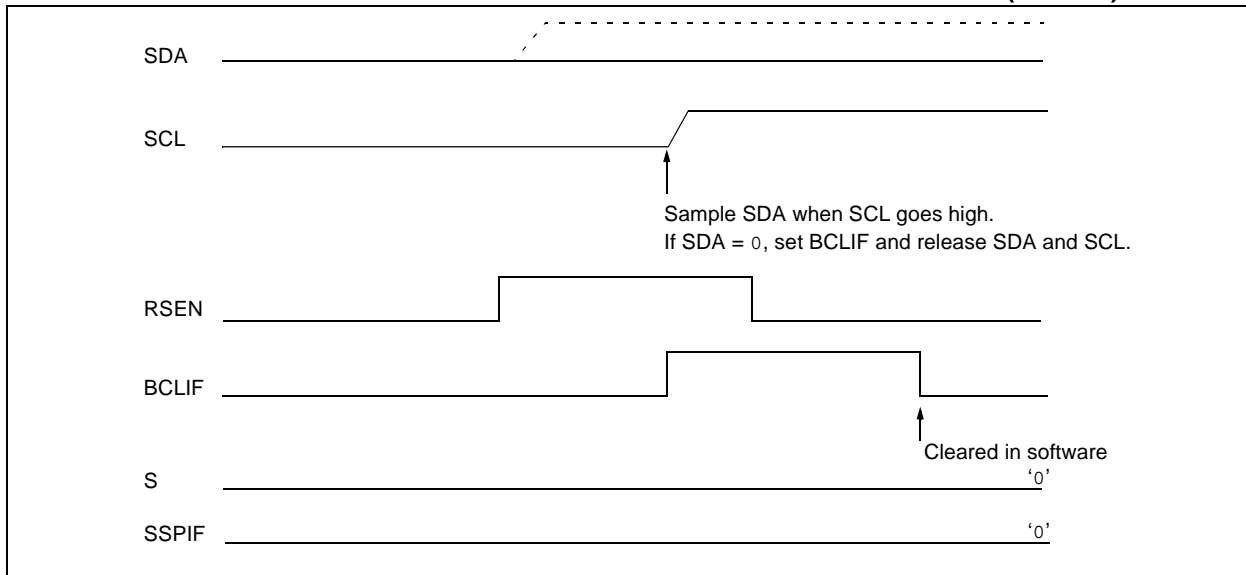 SDA
SCL
Sample SDA when SCL goes high.
If SDA = 0, set BCLIF and release SDA and SCL.
RSEN
BCLIF
Cleared in software
S
‘0’
SSPIF
‘0’